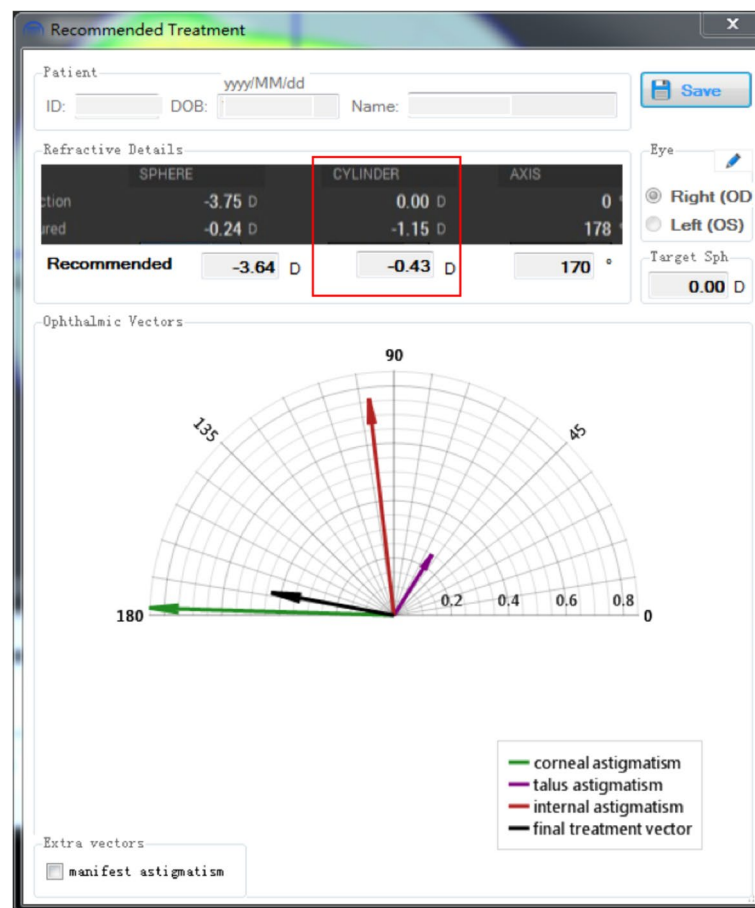 Recommended Treatment
x
Patient
yyyy/MM/dd
ID: DOB: Name:
Save
Refractive Details
SPHERE CYLINDER AXIS
ction -3.75 D 0.00 D 0 °
ured -0.24 D -1.15 D 178 °
Recommended -3.64 D -0.43 D 170 °
Eye
Right (OD
Left (OS)
Target Sph
0.00 D
Ophthalmic Vectors
90
135 45
180 0.2 0.4 0.6 0.8 0
corneal astigmatism
talus astigmatism
internal astigmatism
final treatment vector
Extra vectors
manifest astigmatism